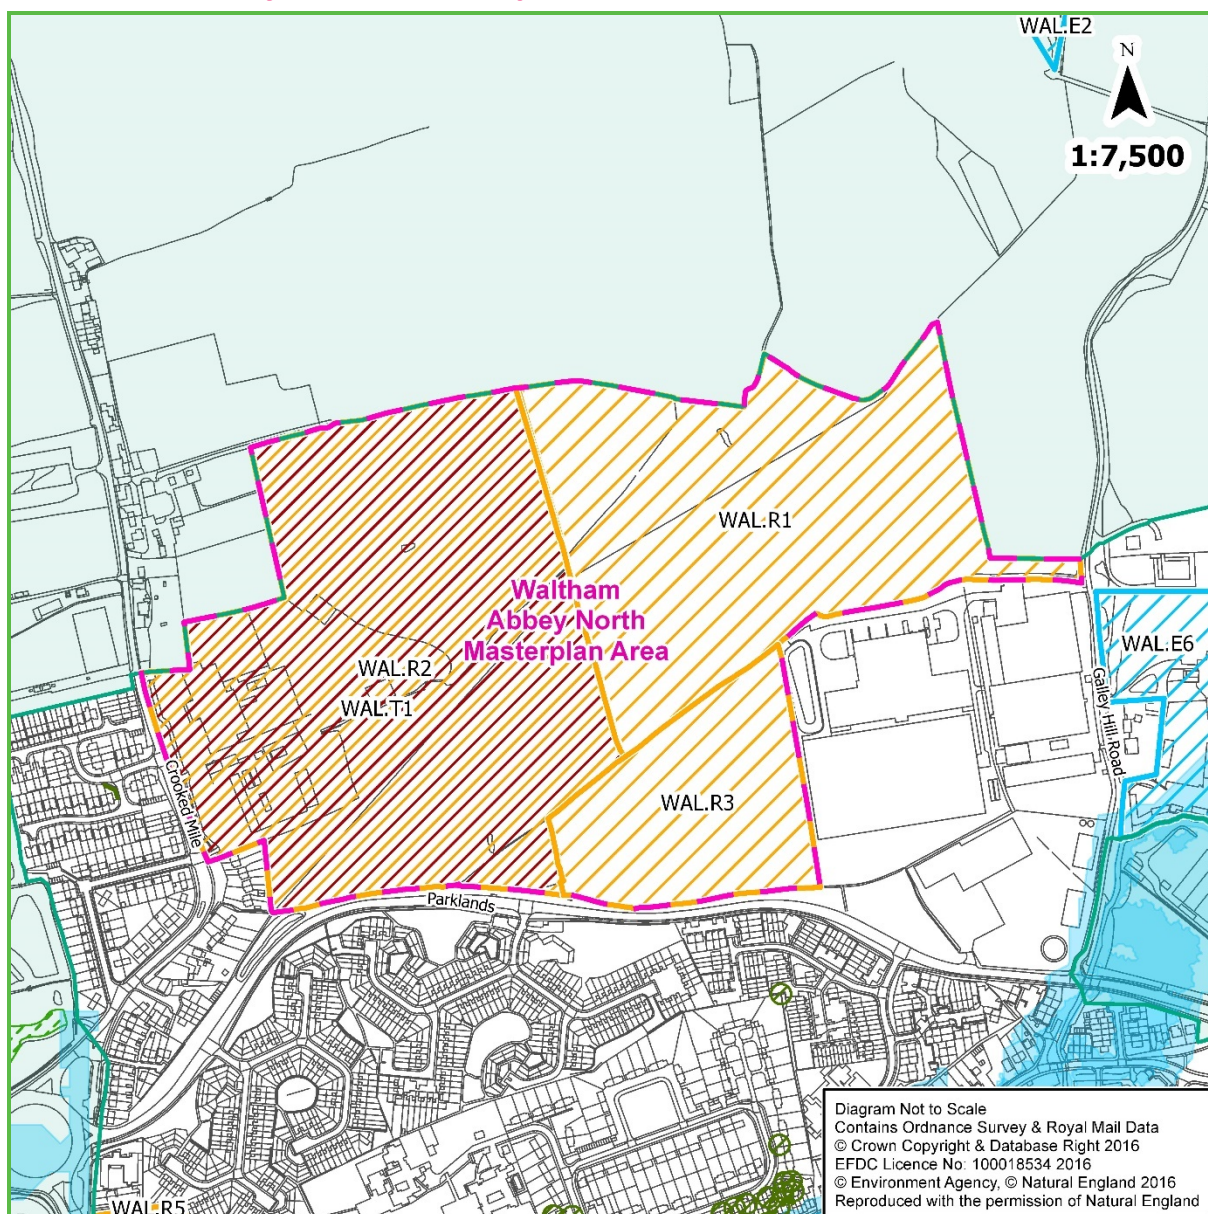 WAL.E2
N
1:7,500
WAL.R1
Waltham
Abbey North
Masterplan Area
WAL.R2
WAL.T1
WAL.E6
Galley Hill Road
Crooked Mile
WAL.R3
Parklands
WAL.R5
Diagram Not to Scale
Contains Ordnance Survey & Royal Mail Data
© Crown Copyright & Database Right 2016
EFDC Licence No: 100018534 2016
© Environment Agency, © Natural England 2016
Reproduced with the permission of Natural England